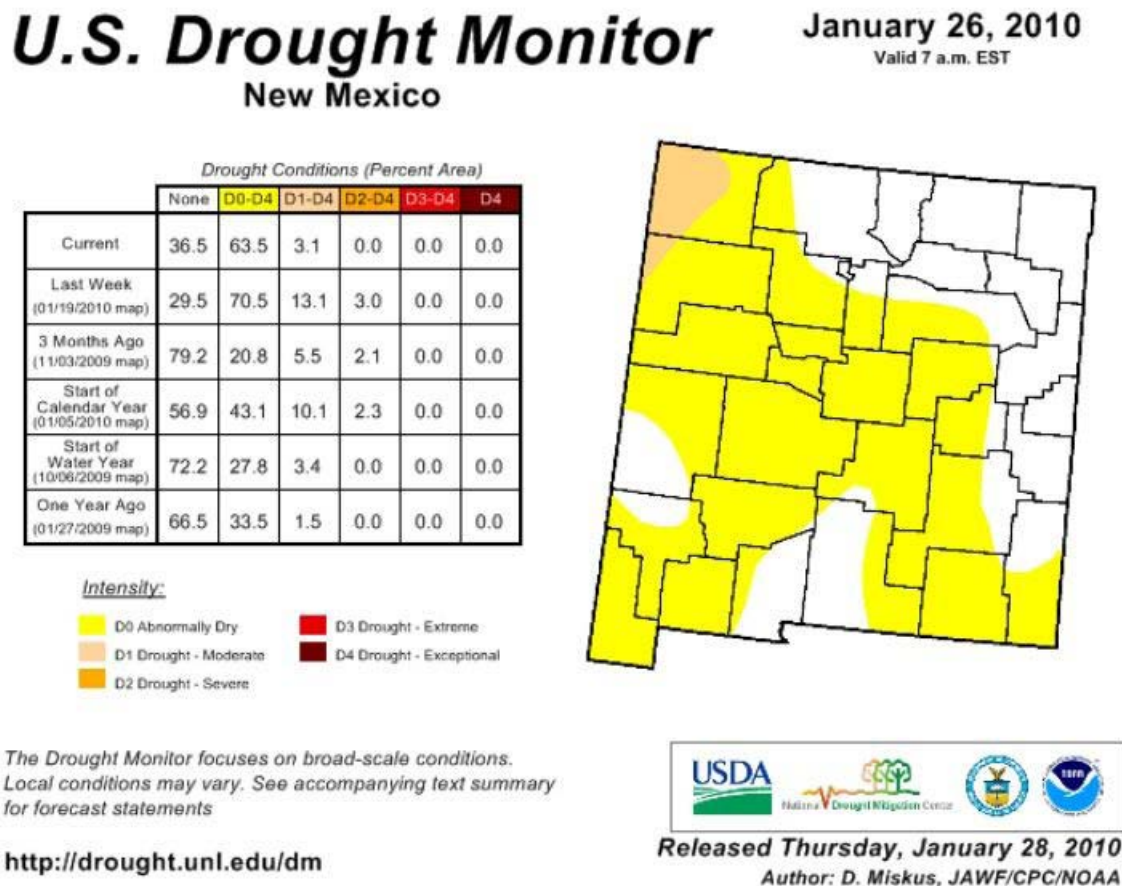 U.S. Drought Monitor
New Mexico
January 26, 2010
Valid 7 a.m. EST
Drought Conditions (Percent Area)
None D0-D4 D1-D4 D2-D4 D3-D4 D4
Current 36.5 63.5 3.1 0.0 0.0 0.0
Last Week
(01/19/2010 map) 29.5 70.5 13.1 3.0 0.0 0.0
3 Months Ago
(11/03/2009 map) 79.2 20.8 5.5 2.1 0.0 0.0
Start of
Calendar Year
(01/05/2010 map) 56.9 43.1 10.1 2.3 0.0 0.0
Start of
Water Year
(10/06/2009 map) 72.2 27.8 3.4 0.0 0.0 0.0
One Year Ago
(01/27/2009 map) 66.5 33.5 1.5 0.0 0.0 0.0
Intensity:
D0 Abnormally Dry
D1 Drought - Moderate
D2 Drought - Severe
D3 Drought - Extreme
D4 Drought - Exceptional
The Drought Monitor focuses on broad-scale conditions.
Local conditions may vary. See accompanying text summary
for forecast statements
http://drought.unl.edu/dm
USDA
National Drought Mitigation Center
Released Thursday, January 28, 2010
Author: D. Miskus, JAWF/CPC/NOAA